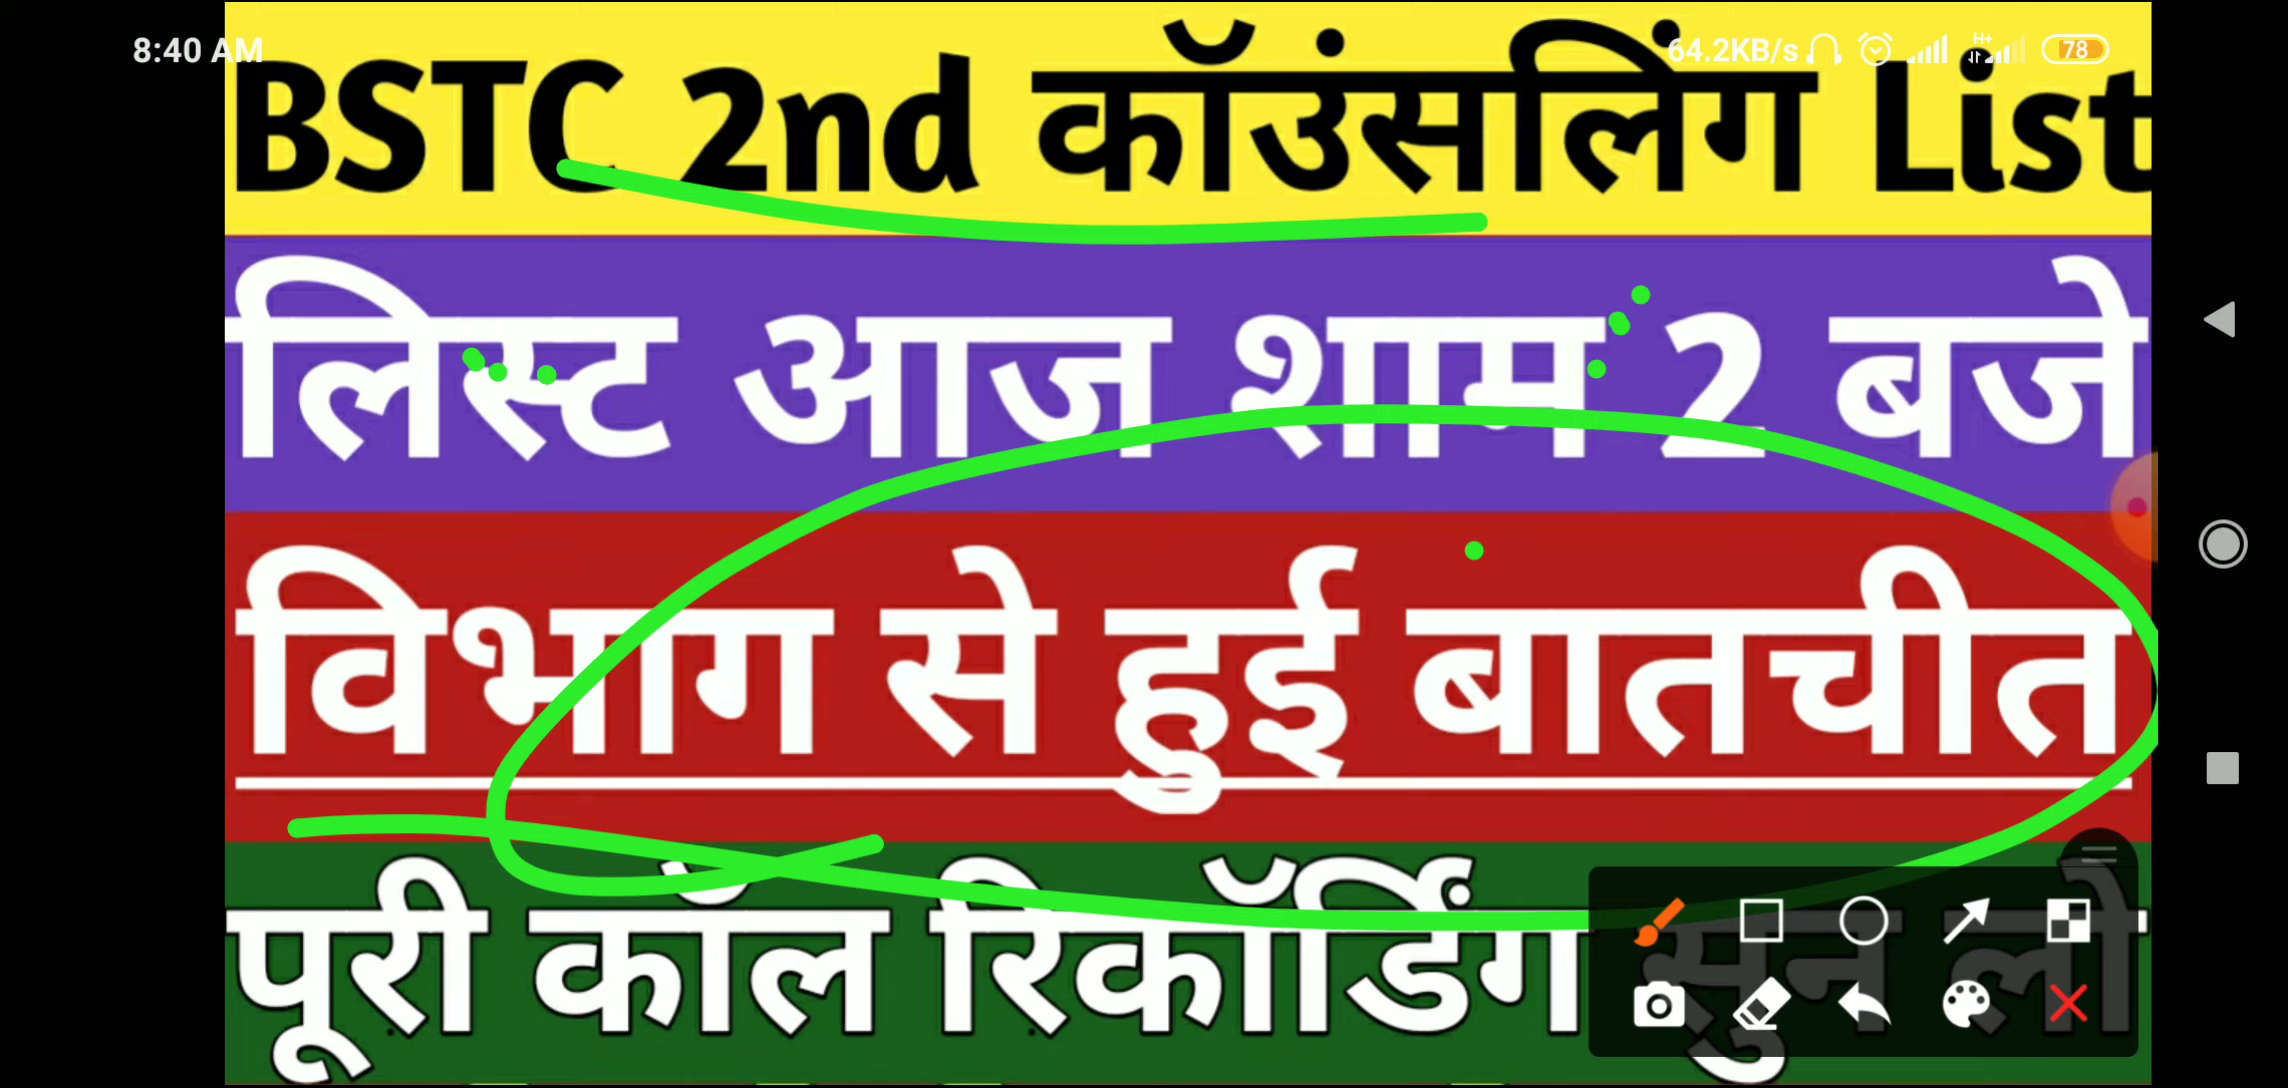 8:40 AM 64.2KB/s 78
BSTC 2nd कॉउंसलिंग List
लिस्ट आज शाम 2 बजे
विभाग से हुई बातचीत
पूरी कॉल रिकॉर्डिंग सुन लो